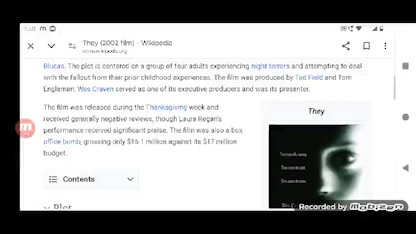 They (2002 film) - Wikipedia
en.wikipedia.org
Blucas. The plot is centered on a group of four adults experiencing night terrors and attempting to deal
with the fallout from their prior childhood experiences. The film was produced by Ted Field and Tom
Engleman; Wes Craven served as one of its executive producers and was its presenter.
The film was released during the Thanksgiving week and
received generally negative reviews, though Laura Regan's
performance received significant praise. The film was also a box
office bomb, grossing only $16.1 million against its $17 million
budget.
They
Contents
Plot
Recorded by Mobizen